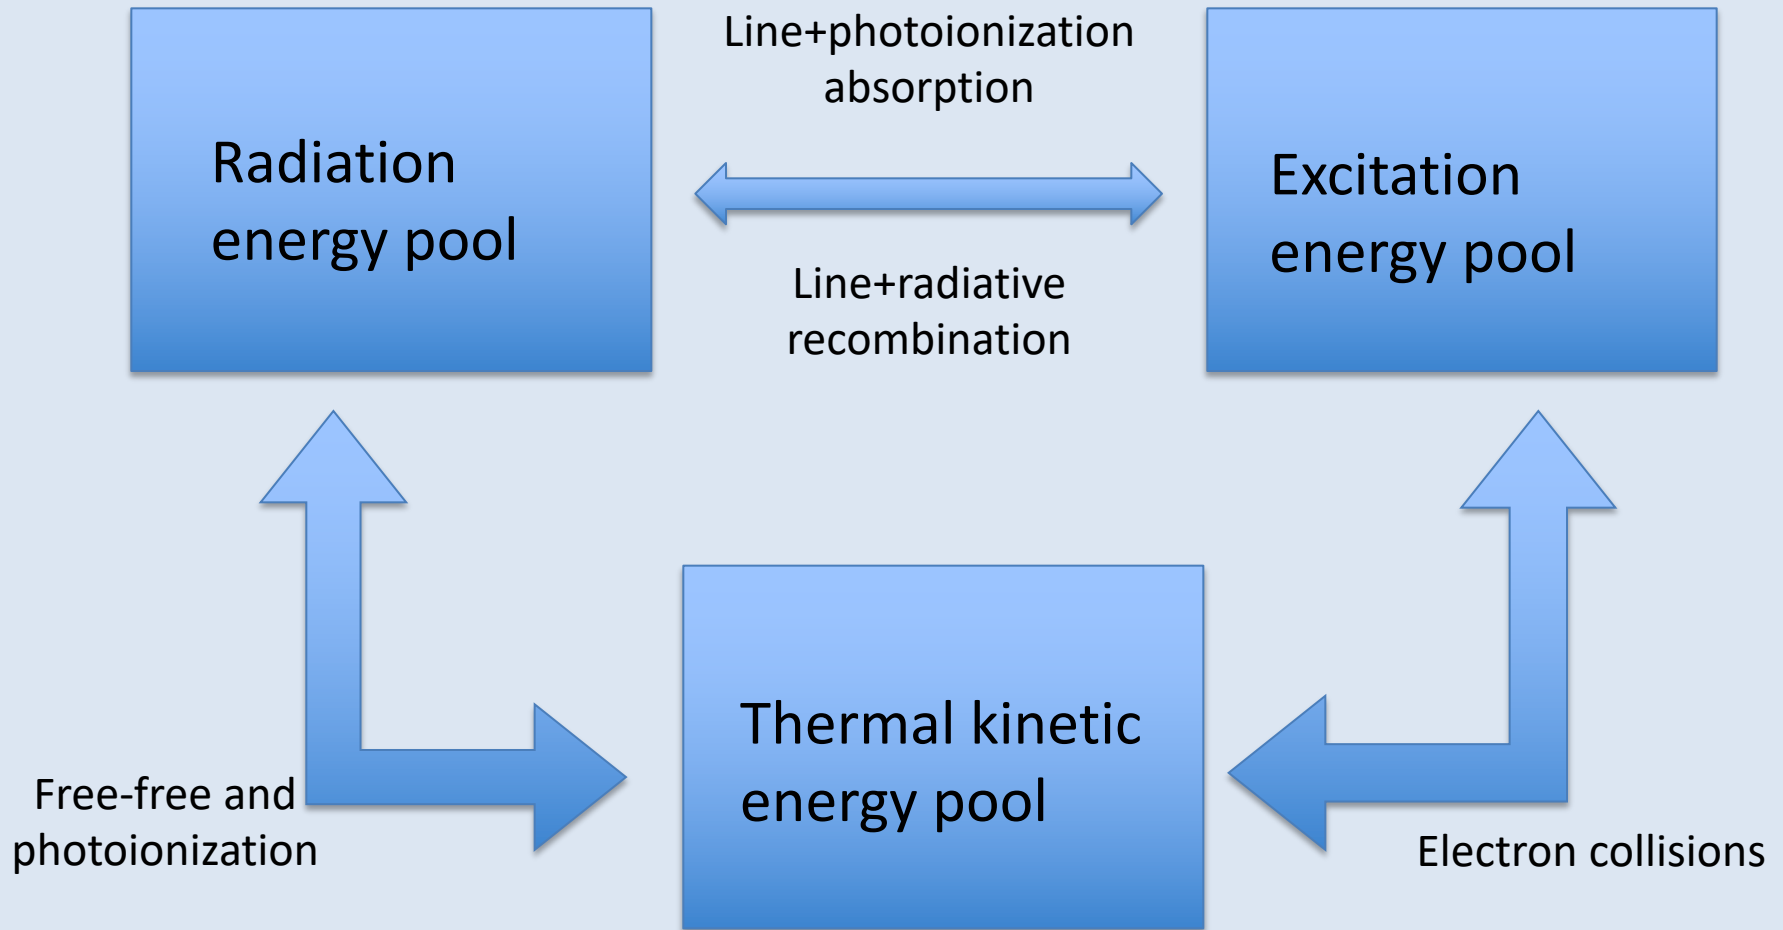 Line+photoionization
absorption
Radiation
energy pool
Excitation
energy pool
Line+radiative
recombination
Thermal kinetic
energy pool
Free-free and
photoionization
Electron collisions